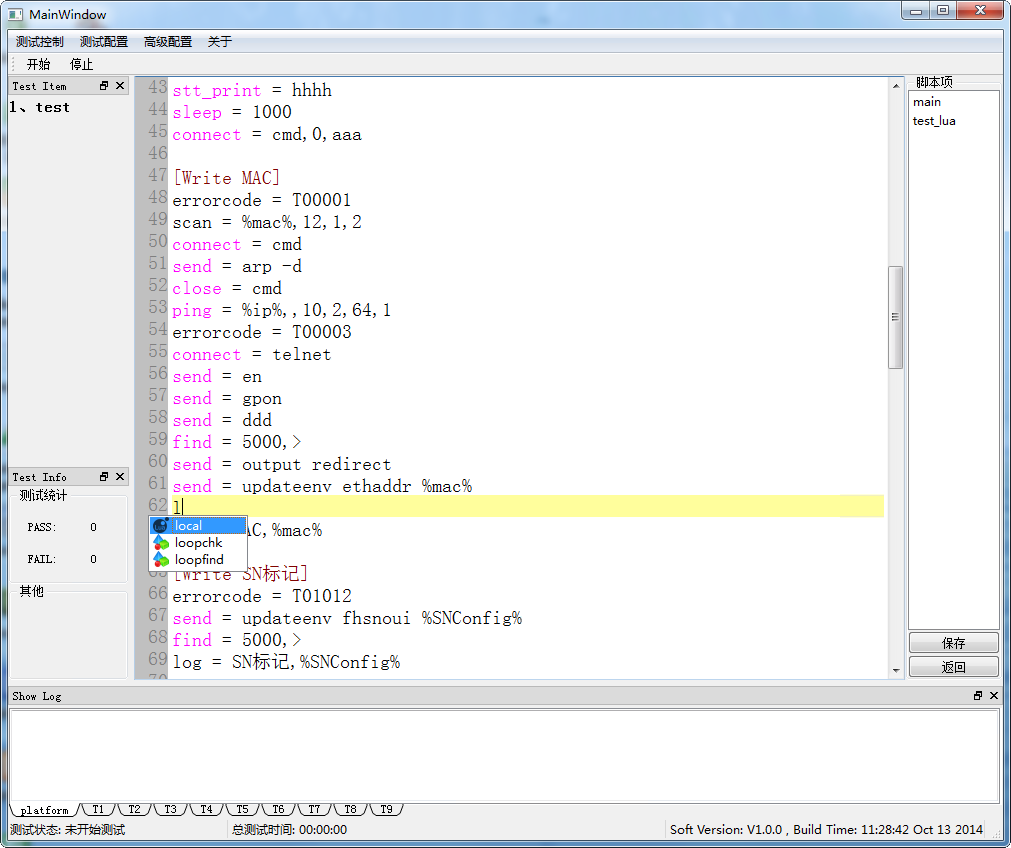 MainWindow
测试控制 测试配置 高级配置 关于
开始 停止
Test Item
1、test
43 stt_print = hhhh
44 sleep = 1000
45 connect = cmd,0,aaa
46
47 [Write MAC]
48 errorcode = T00001
49 scan = %mac%,12,1,2
50 connect = cmd
51 send = arp -d
52 close = cmd
53 ping = %ip%,,10,2,64,1
54 errorcode = T00003
55 connect = telnet
56 send = en
57 send = gpon
58 send = ddd
59 find = 5000,>
60 send = output redirect
61 send = updateenv ethaddr %mac%
62 l
local
AC,%mac%
loopchk
loopfind
65 [Write SN标记]
66 errorcode = T01012
67 send = updateenv fhsnoui %SNConfig%
68 find = 5000,>
69 log = SN标记,%SNConfig%
70
脚本项
main
test_lua
保存
返回
Test Info
测试统计
PASS: 0
FAIL: 0
其他
Show Log
platform T1 T2 T3 T4 T5 T6 T7 T8 T9
测试状态: 未开始测试 总测试时间: 00:00:00 Soft Version: V1.0.0 , Build Time: 11:28:42 Oct 13 2014